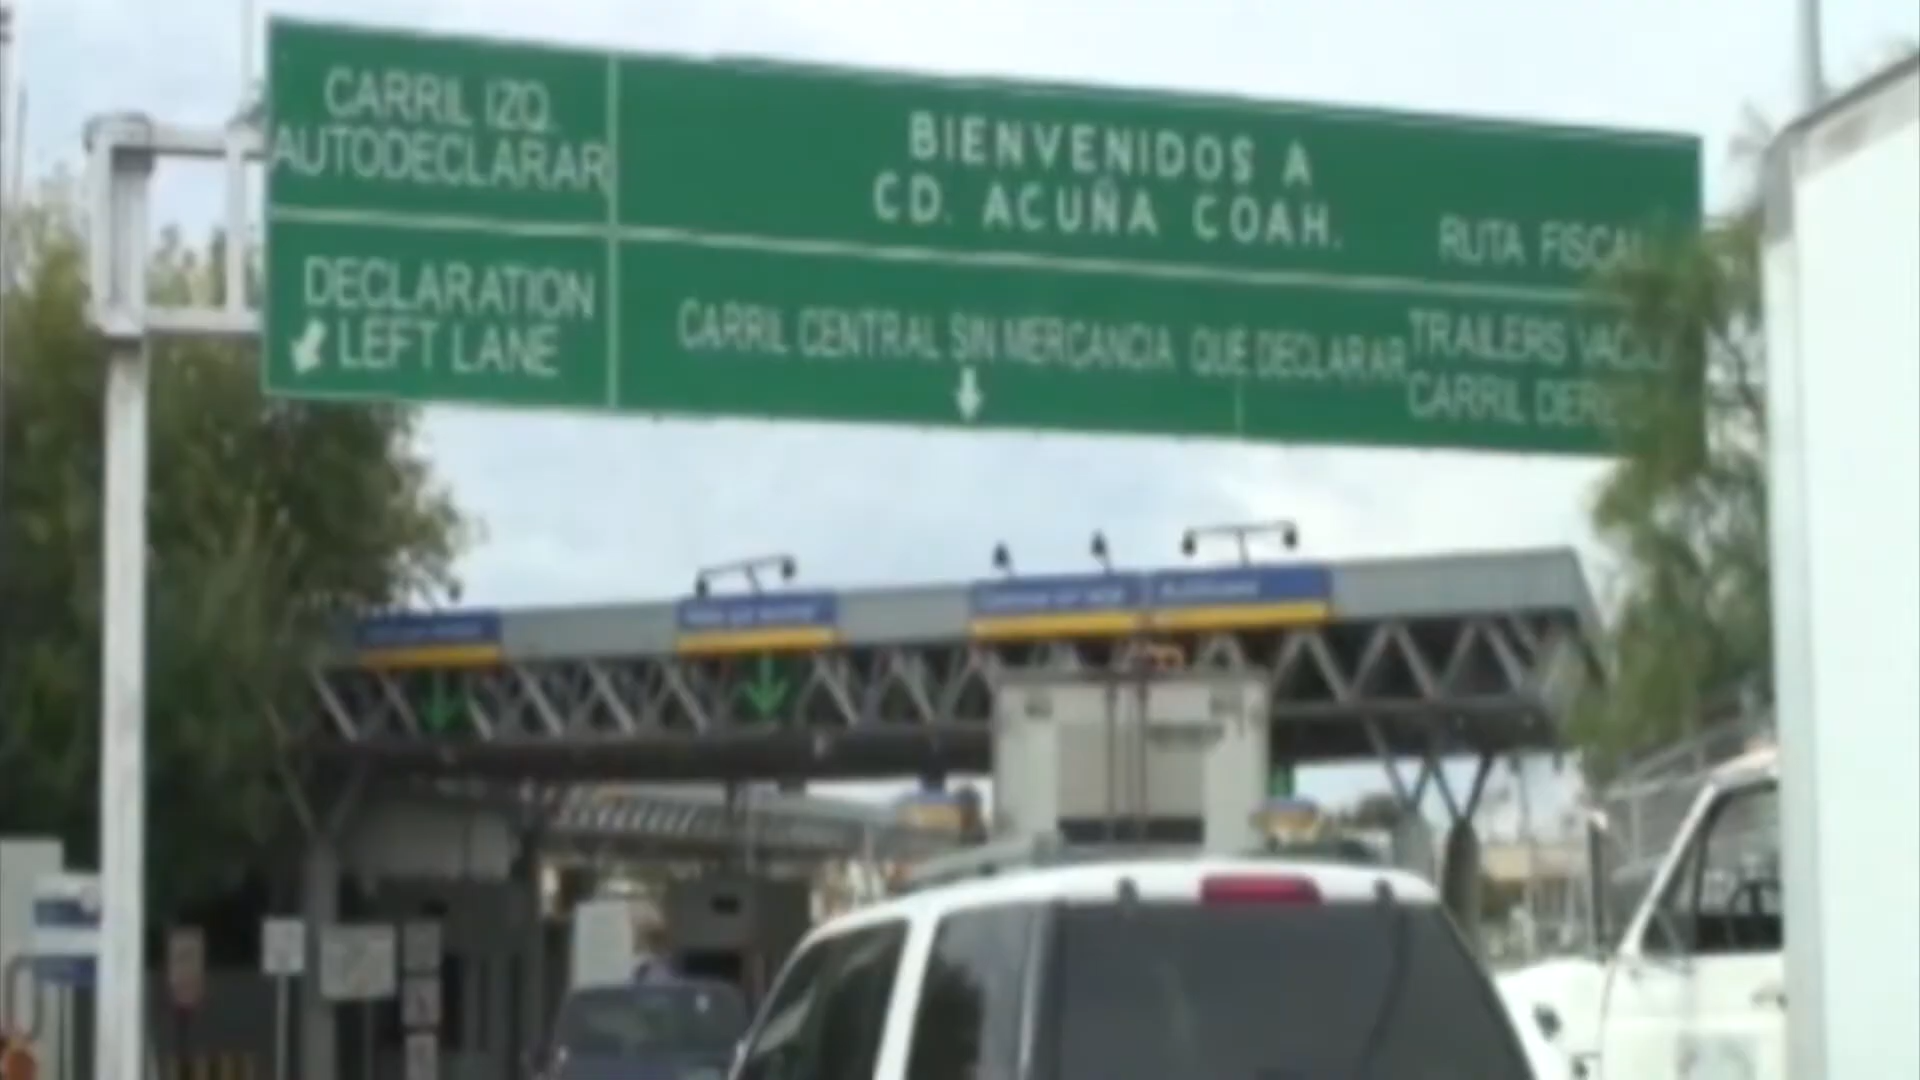 CARRIL IZQ.
AUTODECLARAR
DECLARATION
LEFT LANE
BIENVENIDOS A
CD. ACUÑA COAH.
CARRIL CENTRAL SIN MERCANCIA QUE DECLARAR
RUTA FISCAL
TRAILERS
CARRIL